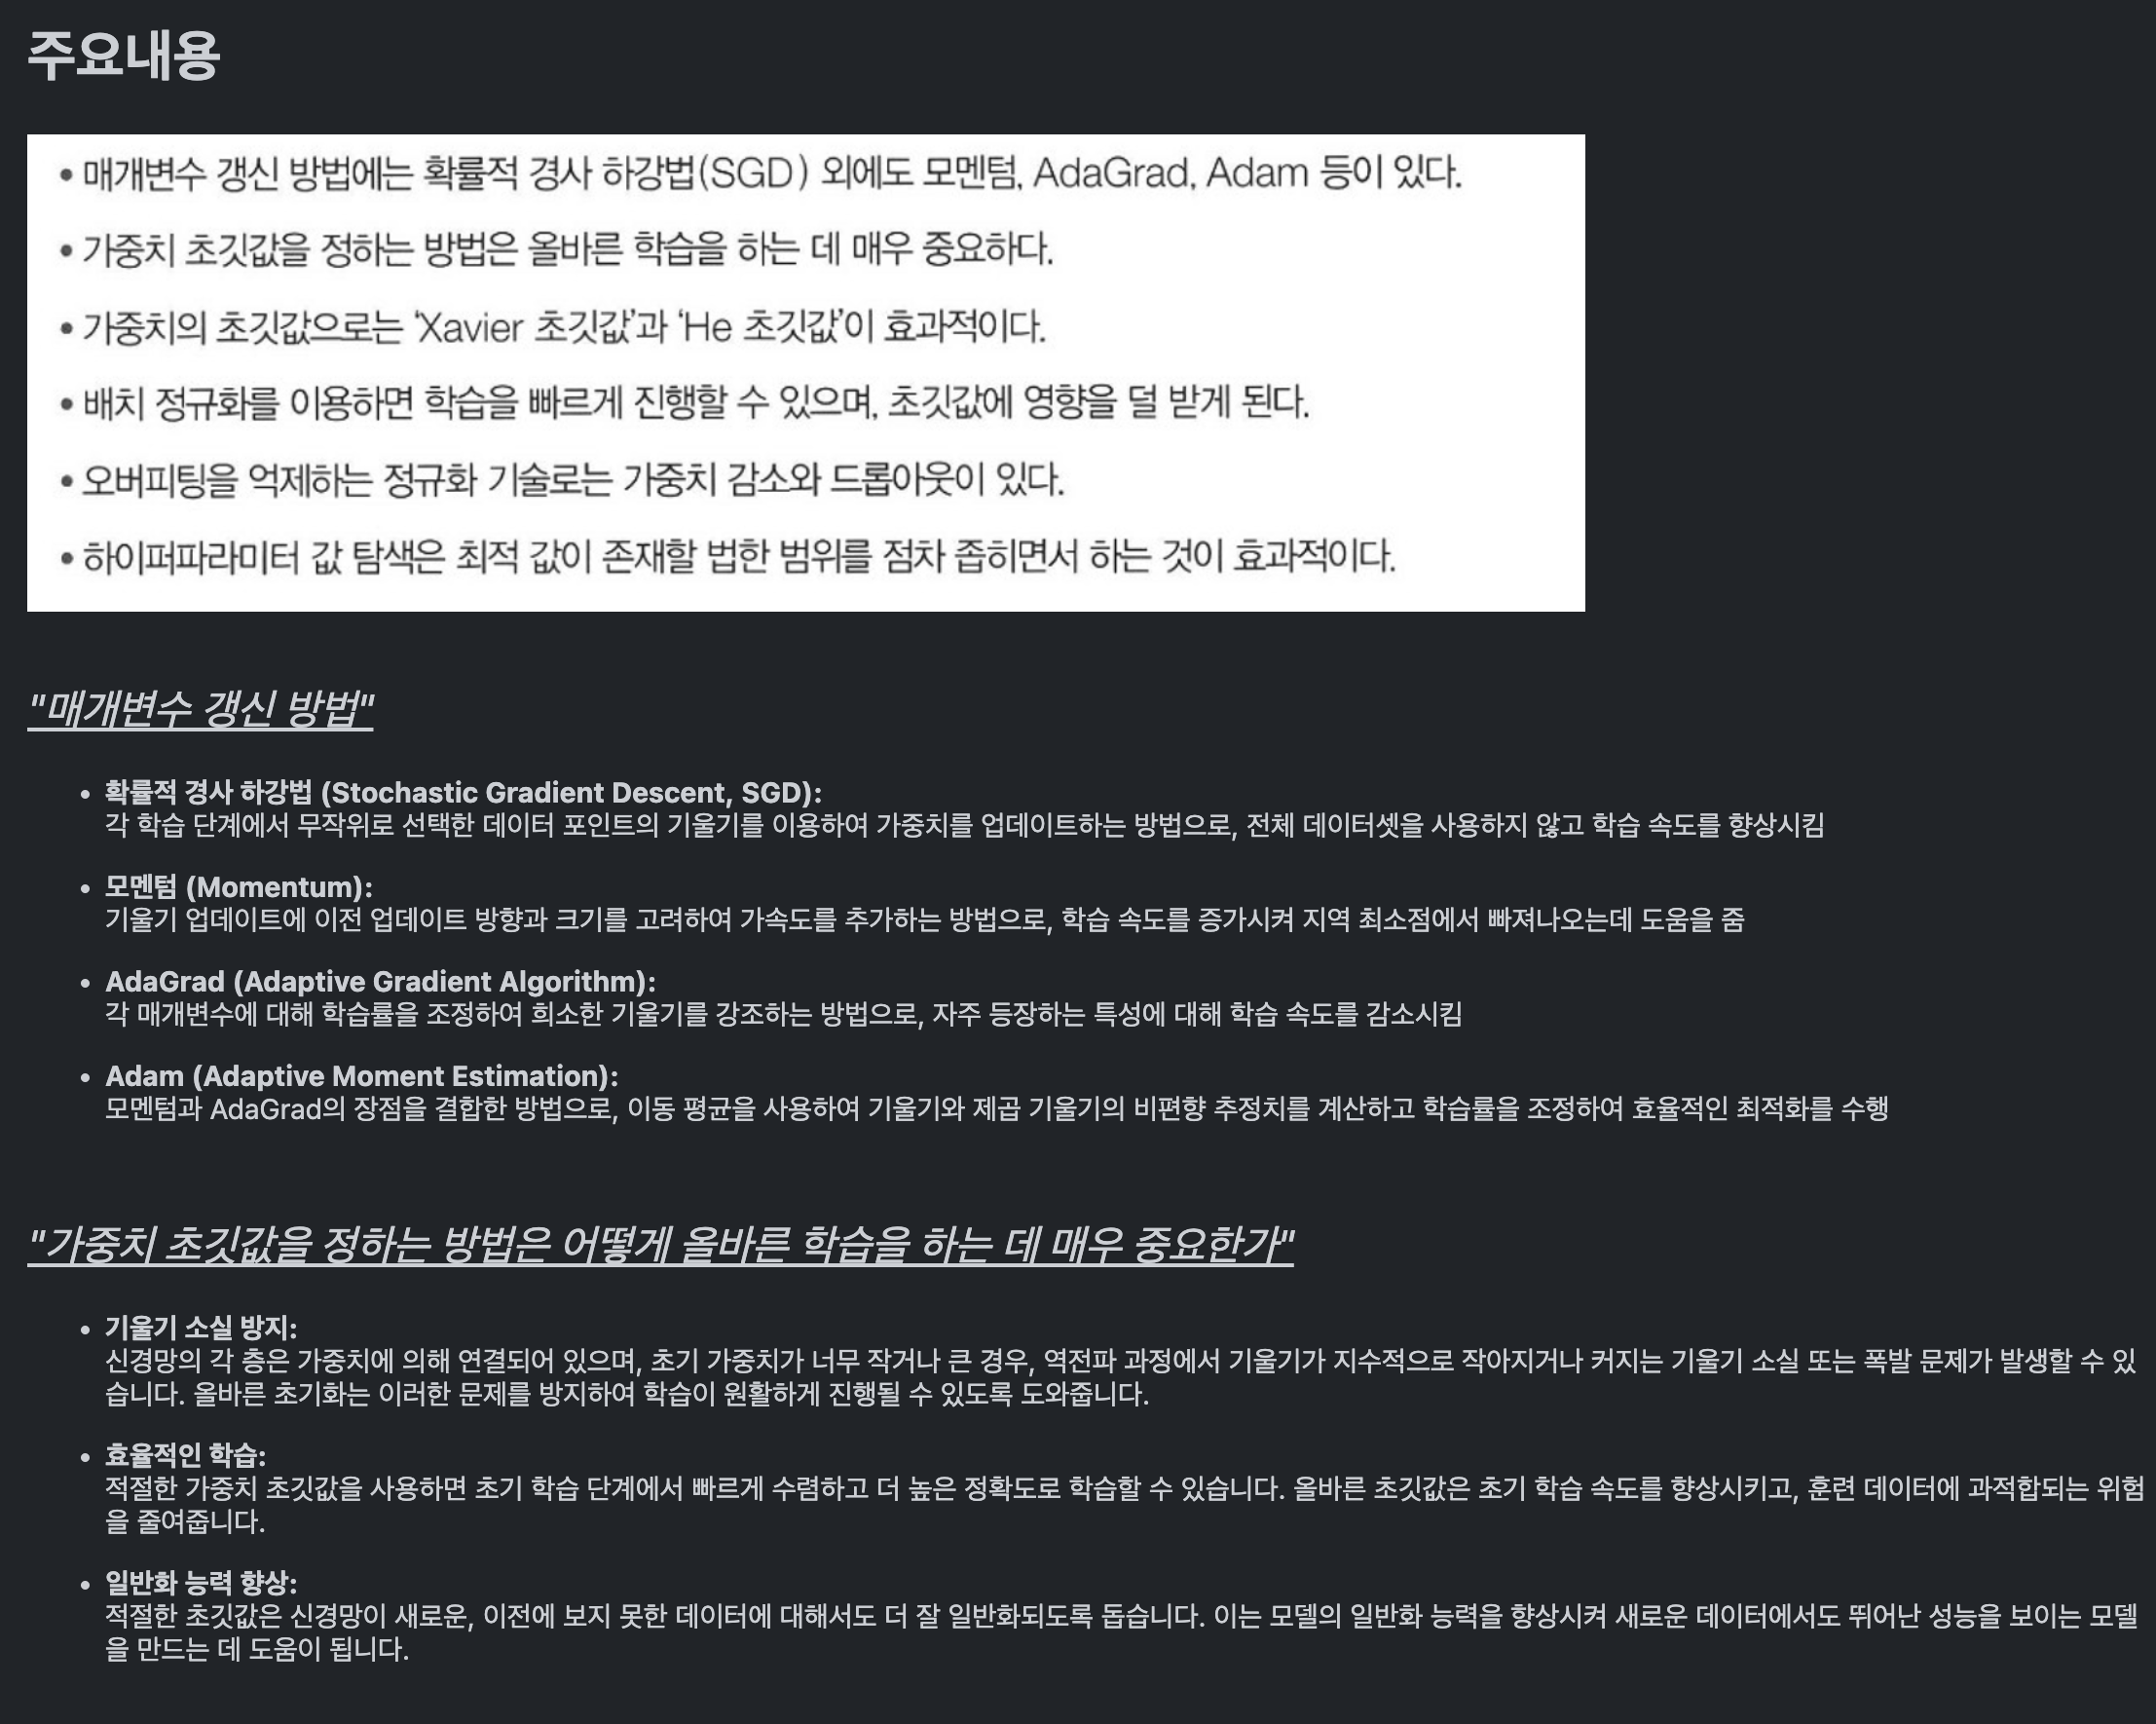 주요내용
• 매개변수 갱신 방법에는 확률적 경사 하강법(SGD) 외에도 모멘텀, AdaGrad, Adam 등이 있다.
• 가중치 초깃값을 정하는 방법은 올바른 학습을 하는 데 매우 중요하다.
• 가중치의 초깃값으로는 ‘Xavier 초깃값’과 ‘He 초깃값’이 효과적이다.
• 배치 정규화를 이용하면 학습을 빠르게 진행할 수 있으며, 초깃값에 영향을 덜 받게 된다.
• 오버피팅을 억제하는 정규화 기술로는 가중치 감소와 드롭아웃이 있다.
• 하이퍼파라미터 값 탐색은 최적 값이 존재할 법한 범위를 점차 좁히면서 하는 것이 효과적이다.
"매개변수 갱신 방법"
• 확률적 경사 하강법 (Stochastic Gradient Descent, SGD):
각 학습 단계에서 무작위로 선택한 데이터 포인트의 기울기를 이용하여 가중치를 업데이트하는 방법으로, 전체 데이터셋을 사용하지 않고 학습 속도를 향상시킴
• 모멘텀 (Momentum):
기울기 업데이트에 이전 업데이트 방향과 크기를 고려하여 가속도를 추가하는 방법으로, 학습 속도를 증가시켜 지역 최소점에서 빠져나오는데 도움을 줌
• AdaGrad (Adaptive Gradient Algorithm):
각 매개변수에 대해 학습률을 조정하여 희소한 기울기를 강조하는 방법으로, 자주 등장하는 특성에 대해 학습 속도를 감소시킴
• Adam (Adaptive Moment Estimation):
모멘텀과 AdaGrad의 장점을 결합한 방법으로, 이동 평균을 사용하여 기울기와 제곱 기울기의 비편향 추정치를 계산하고 학습률을 조정하여 효율적인 최적화를 수행
"가중치 초깃값을 정하는 방법은 어떻게 올바른 학습을 하는 데 매우 중요한가"
• 기울기 소실 방지:
신경망의 각 층은 가중치에 의해 연결되어 있으며, 초기 가중치가 너무 작거나 큰 경우, 역전파 과정에서 기울기가 지수적으로 작아지거나 커지는 기울기 소실 또는 폭발 문제가 발생할 수 있
습니다. 올바른 초기화는 이러한 문제를 방지하여 학습이 원활하게 진행될 수 있도록 도와줍니다.
• 효율적인 학습:
적절한 가중치 초깃값을 사용하면 초기 학습 단계에서 빠르게 수렴하고 더 높은 정확도로 학습할 수 있습니다. 올바른 초깃값은 초기 학습 속도를 향상시키고, 훈련 데이터에 과적합되는 위험
을 줄여줍니다.
• 일반화 능력 향상:
적절한 초깃값은 신경망이 새로운, 이전에 보지 못한 데이터에 대해서도 더 잘 일반화되도록 돕습니다. 이는 모델의 일반화 능력을 향상시켜 새로운 데이터에서도 뛰어난 성능을 보이는 모델
을 만드는 데 도움이 됩니다.